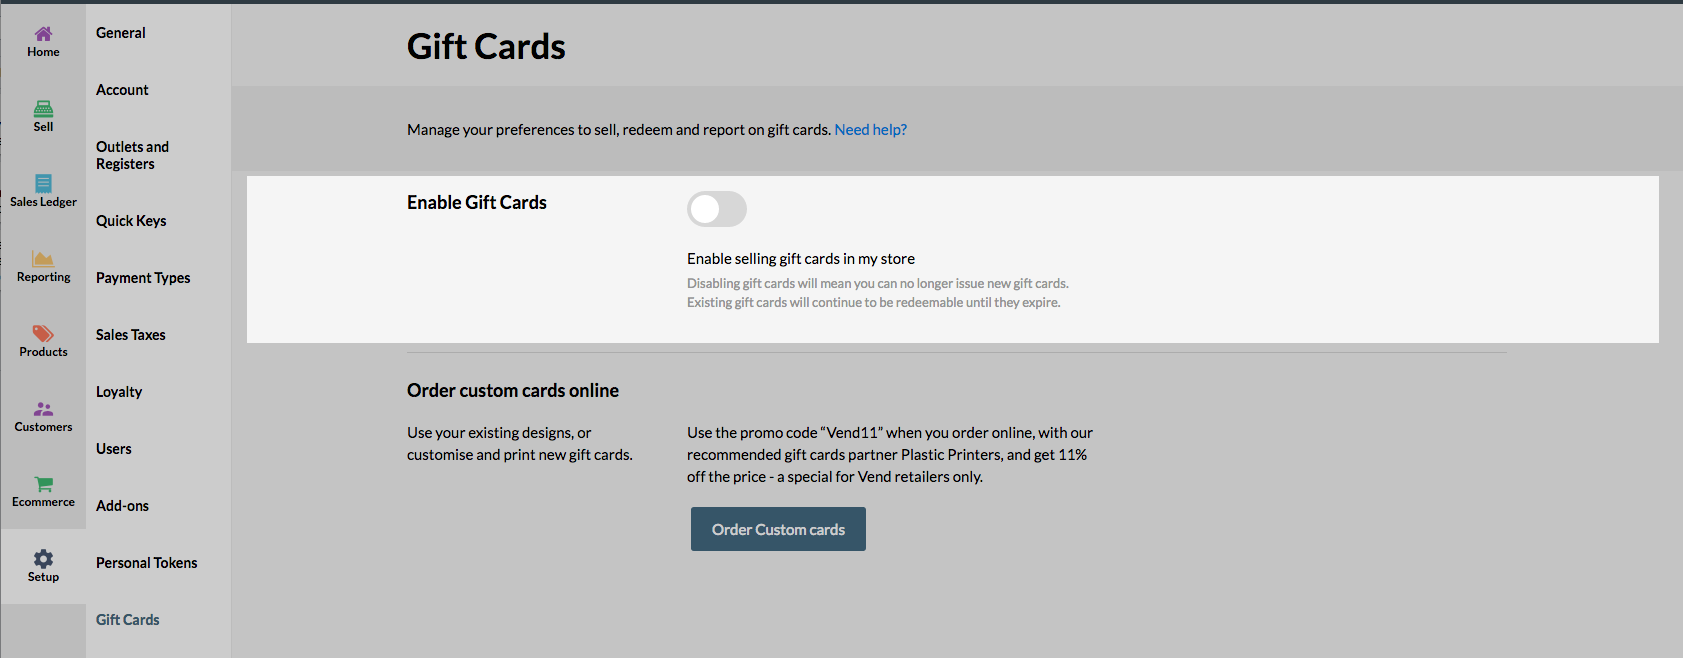 Home
Sell
Sales Ledger
Reporting
Products
Customers
Ecommerce
Setup
General
Account
Outlets and
Registers
Quick Keys
Payment Types
Sales Taxes
Loyalty
Users
Add-ons
Personal Tokens
Gift Cards
Gift Cards
Manage your preferences to sell, redeem and report on gift cards. Need help?
Enable Gift Cards
Enable selling gift cards in my store
Disabling gift cards will mean you can no longer issue new gift cards.
Existing gift cards will continue to be redeemable until they expire.
Order custom cards online
Use your existing designs, or
customise and print new gift cards.
Use the promo code “Vend11” when you order online, with our
recommended gift cards partner Plastic Printers, and get 11%
off the price - a special for Vend retailers only.
Order Custom cards